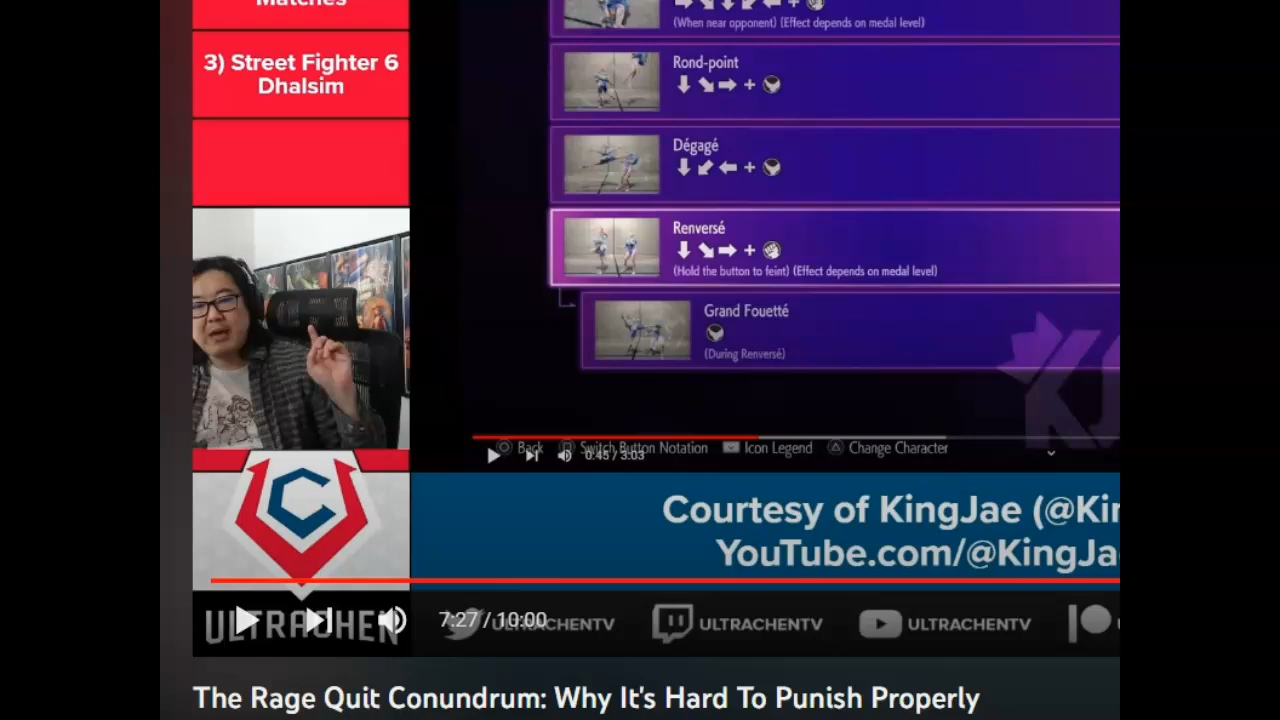 Matches
3) Street Fighter 6
Dhalsim
(When near opponent) (Effect depends on medal level)
Rond-point
+
Dégagé
+
Renversé
+
(Hold the button to feint) (Effect depends on medal level)
Grand Fouetté
(During Renversé)
Back
Switch Button Notation
Icon Legend
Change Character
0:45 / 3:03
Courtesy of KingJae (@Kin
YouTube.com/@KingJa
ULTRACHEN
7:27 / 10:00
ULTRACHENTV
ULTRACHENTV
ULTRACHENTV
The Rage Quit Conundrum: Why It's Hard To Punish Properly